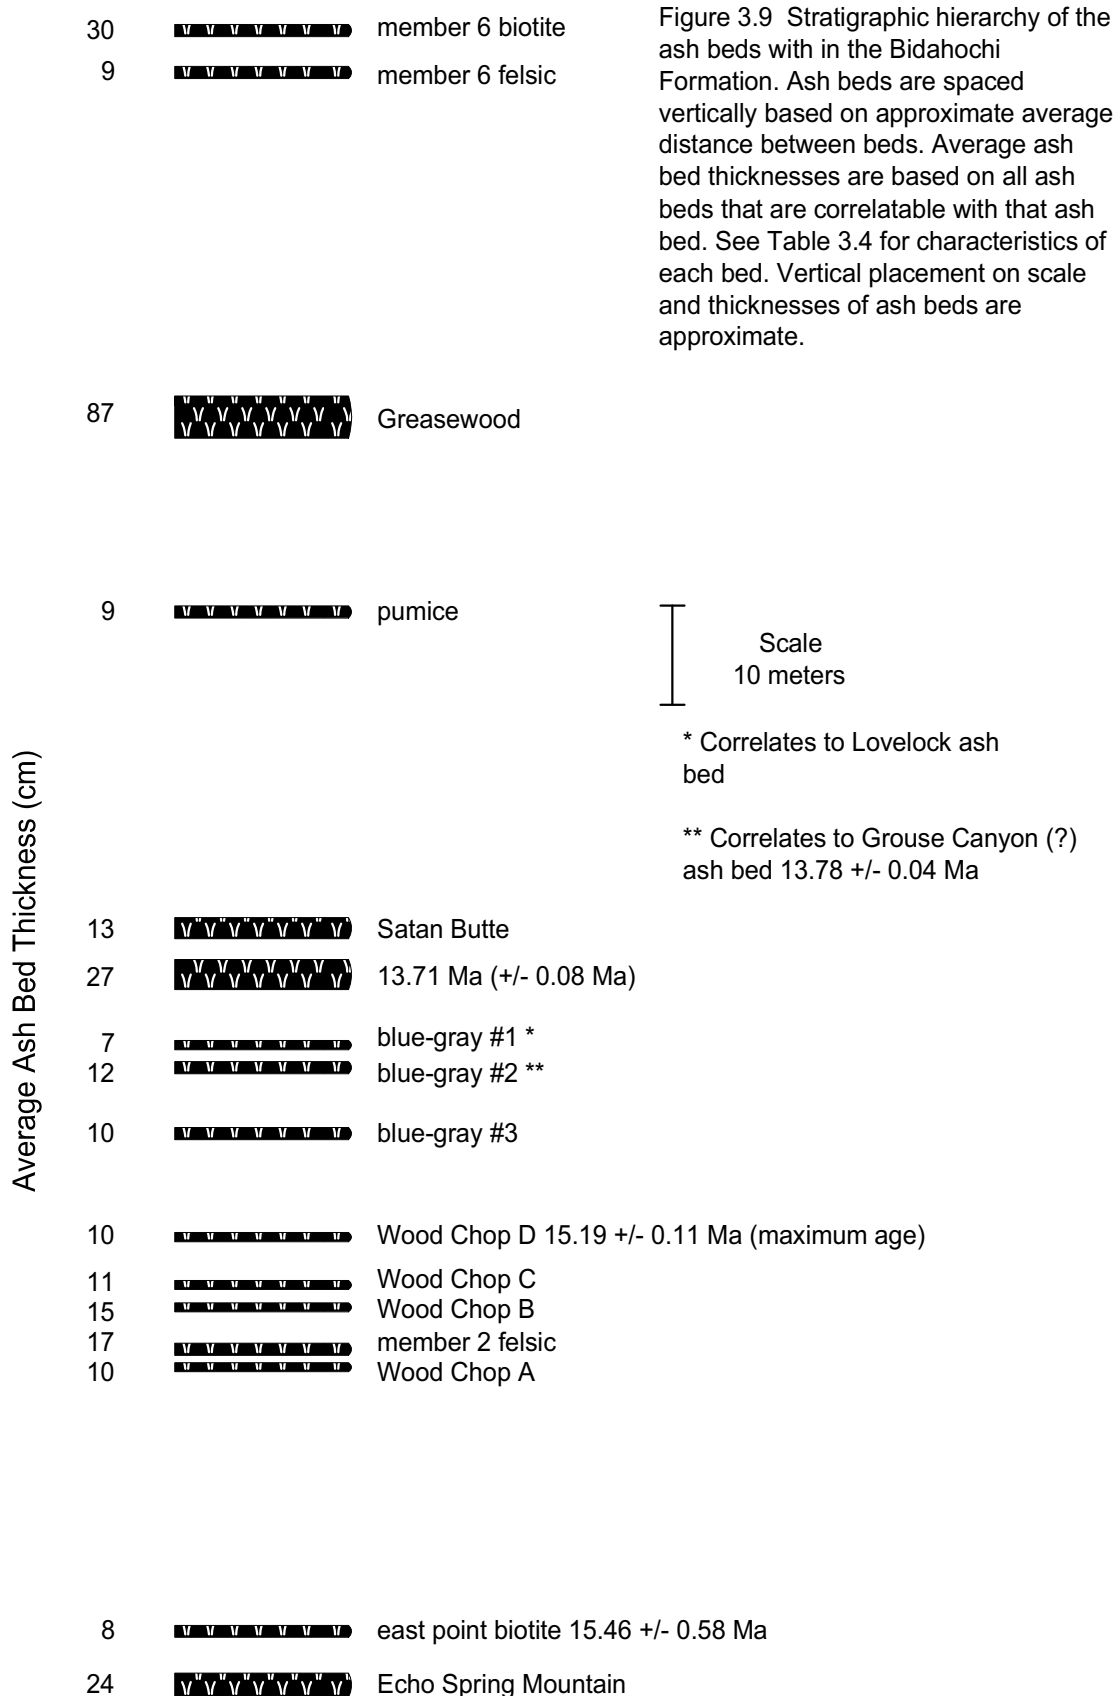 30 member 6 biotite
9 member 6 felsic
Figure 3.9 Stratigraphic hierarchy of the
ash beds with in the Bidahochi
Formation. Ash beds are spaced
vertically based on approximate average
distance between beds. Average ash
bed thicknesses are based on all ash
beds that are correlatable with that ash
bed. See Table 3.4 for characteristics of
each bed. Vertical placement on scale
and thicknesses of ash beds are
approximate.
87 Greasewood
9 pumice
Scale
10 meters
* Correlates to Lovelock ash
bed
** Correlates to Grouse Canyon (?)
ash bed 13.78 +/- 0.04 Ma
Average Ash Bed Thickness (cm)
13 Satan Butte
27 13.71 Ma (+/- 0.08 Ma)
7 blue-gray #1 *
12 blue-gray #2 **
10 blue-gray #3
10 Wood Chop D 15.19 +/- 0.11 Ma (maximum age)
11 Wood Chop C
15 Wood Chop B
17 member 2 felsic
10 Wood Chop A
8 east point biotite 15.46 +/- 0.58 Ma
24 Echo Spring Mountain